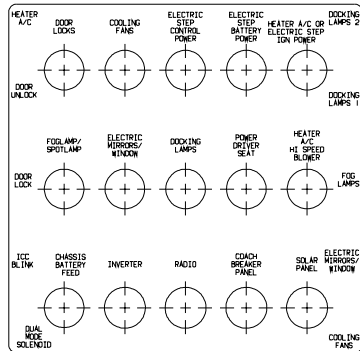 HEATER
A/C
DOOR
LOCKS
COOLING
FANS
ELECTRIC
STEP
CONTROL
POWER
ELECTRIC
STEP
BATTERY
POWER
HEATER A/C OR
ELECTRIC STEP
IGN POWER
DOCKING
LAMPS 2
DOOR
UNLOCK
DOCKING
LAMPS 1
FOGLAMP/
SPOTLAMP
ELECTRIC
MIRRORS/
WINDOW
DOCKING
LAMPS
POWER
DRIVER
SEAT
HEATER
A/C
HI SPEED
BLOWER
DOOR
LOCK
FOG
LAMPS
ICC
BLINK
CHASSIS
BATTERY
FEED
INVERTER
RADIO
COACH
BREAKER
PANEL
SOLAR
PANEL
ELECTRIC
MIRRORS/
WINDOW
DUAL
MODE
SOLENOID
COOLING
FANS